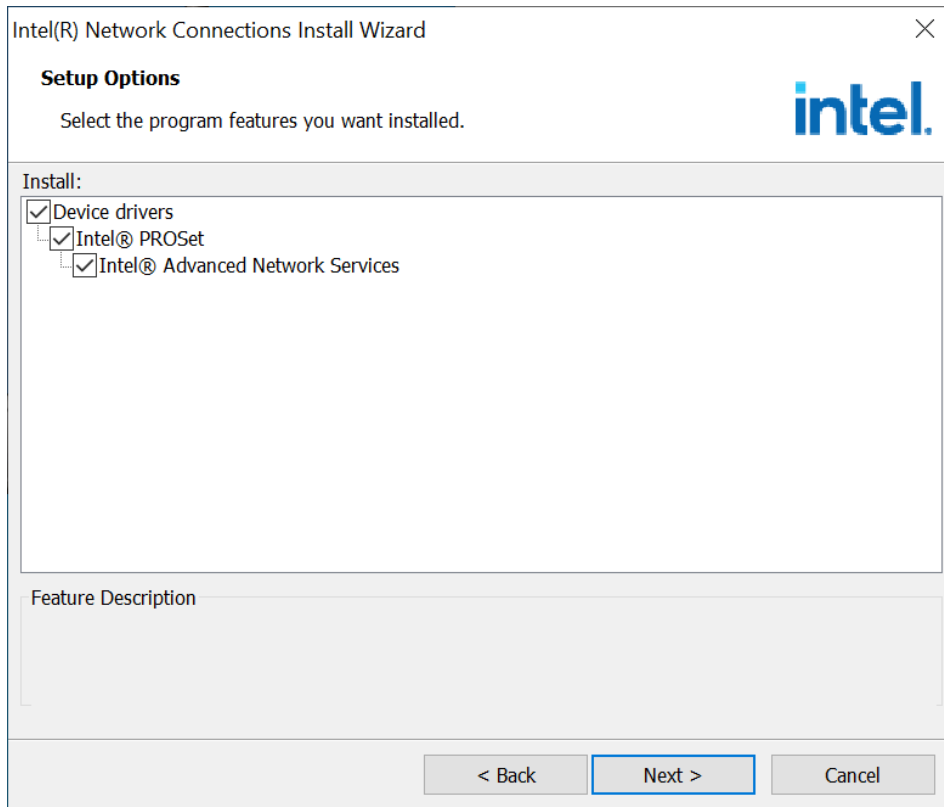 Intel(R) Network Connections Install Wizard
Setup Options
Select the program features you want installed.
intel.
Install:
Device drivers
Intel® PROSet
Intel® Advanced Network Services
Feature Description
< Back
Next >
Cancel